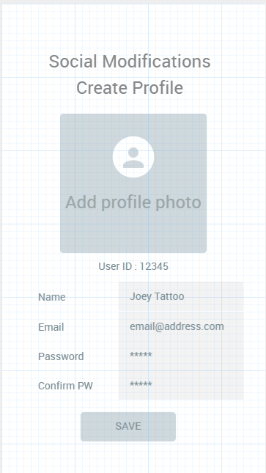 Social Modifications
Create Profile
Add profile photo
User ID : 12345
Name Joey Tattoo
Email email@address.com
Password *****
Confirm PW *****
SAVE